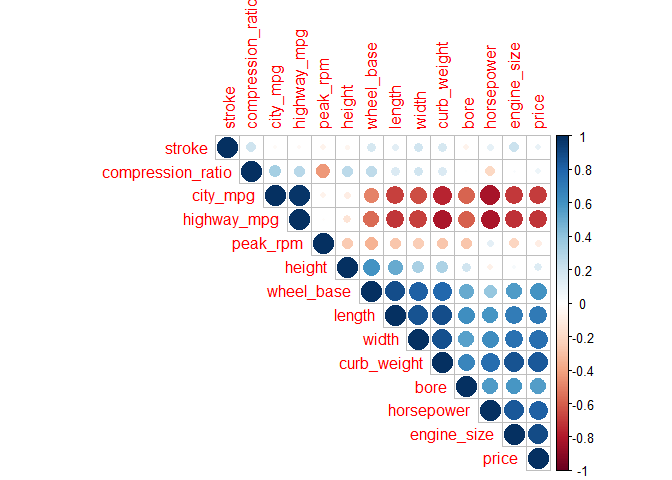 stroke
compression_ratio
city_mpg
highway_mpg
peak_rpm
height
wheel_base
length
width
curb_weight
bore
horsepower
engine_size
price
stroke
compression_ratio
city_mpg
highway_mpg
peak_rpm
height
wheel_base
length
width
curb_weight
bore
horsepower
engine_size
price
1
0.8
0.6
0.4
0.2
0
-0.2
-0.4
-0.6
-0.8
-1